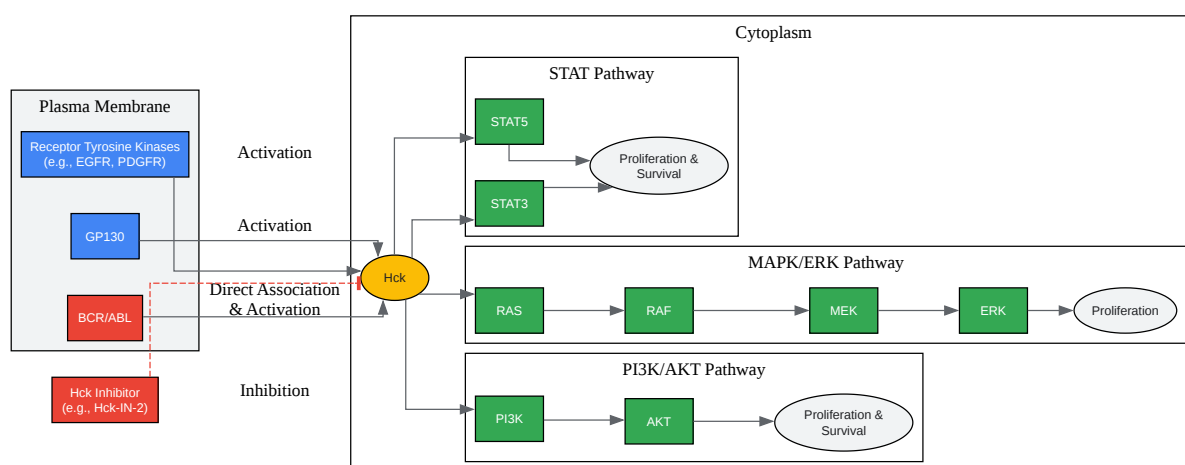 Cytoplasm
STAT Pathway
Plasma Membrane
STAT5
Receptor Tyrosine Kinases
(e.g., EGFR, PDGFR)
Activation
Proliferation &
Survival
STAT3
GP130
Activation
MAPK/ERK Pathway
Hck
Direct Association
& Activation
BCR/ABL
RAS
RAF
MEK
ERK
Proliferation
PI3K/AKT Pathway
Hck Inhibitor
(e.g., Hck-IN-2)
Inhibition
PI3K
AKT
Proliferation &
Survival